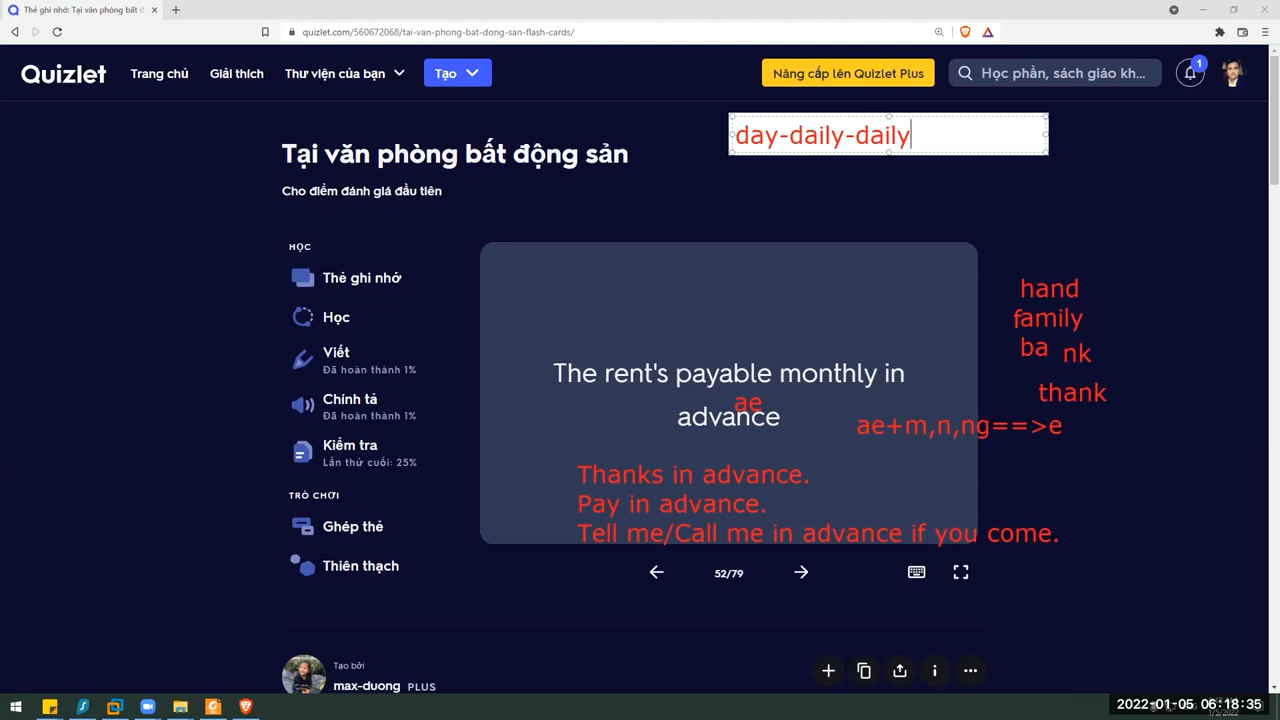 Thẻ ghi nhớ: Tại văn phòng bất đ
quizlet.com/560672068/tai-van-phong-bat-dong-san-flash-cards/
Quizlet
Trang chủ
Giải thích
Thư viện của bạn
Tạo
Nâng cấp lên Quizlet Plus
Học phần, sách giáo kh...
1
day-daily-daily
Tại văn phòng bất động sản
Cho điểm đánh giá đầu tiên
HỌC
Thẻ ghi nhớ
Học
Viết
Đã hoàn thành 1%
Chính tả
Đã hoàn thành 1%
Kiểm tra
Lần thử cuối: 25%
TRÒ CHƠI
Ghép thẻ
Thiên thạch
The rent's payable monthly in
ae
advance
hand
family
ba nk
thank
ae+m,n,ng==>e
Thanks in advance.
Pay in advance.
Tell me/Call me in advance if you come.
52/79
Tạo bởi
max-duong PLUS
2022-01-05 06:18:35